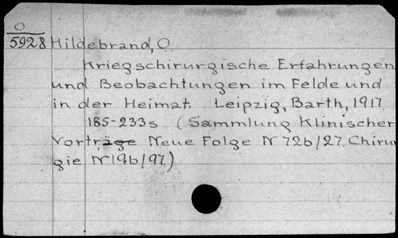 O
5928 Hildebrand, O.
Kriegschirurgische Erfahrungen
und Beobachtungen im Felde und
in der Heimat. Leipzig, Barth, 1917
185-233s (Sammlung Klinischer
Vorträge Neue Folge N 726/27. Chirur
gie N 196/97)